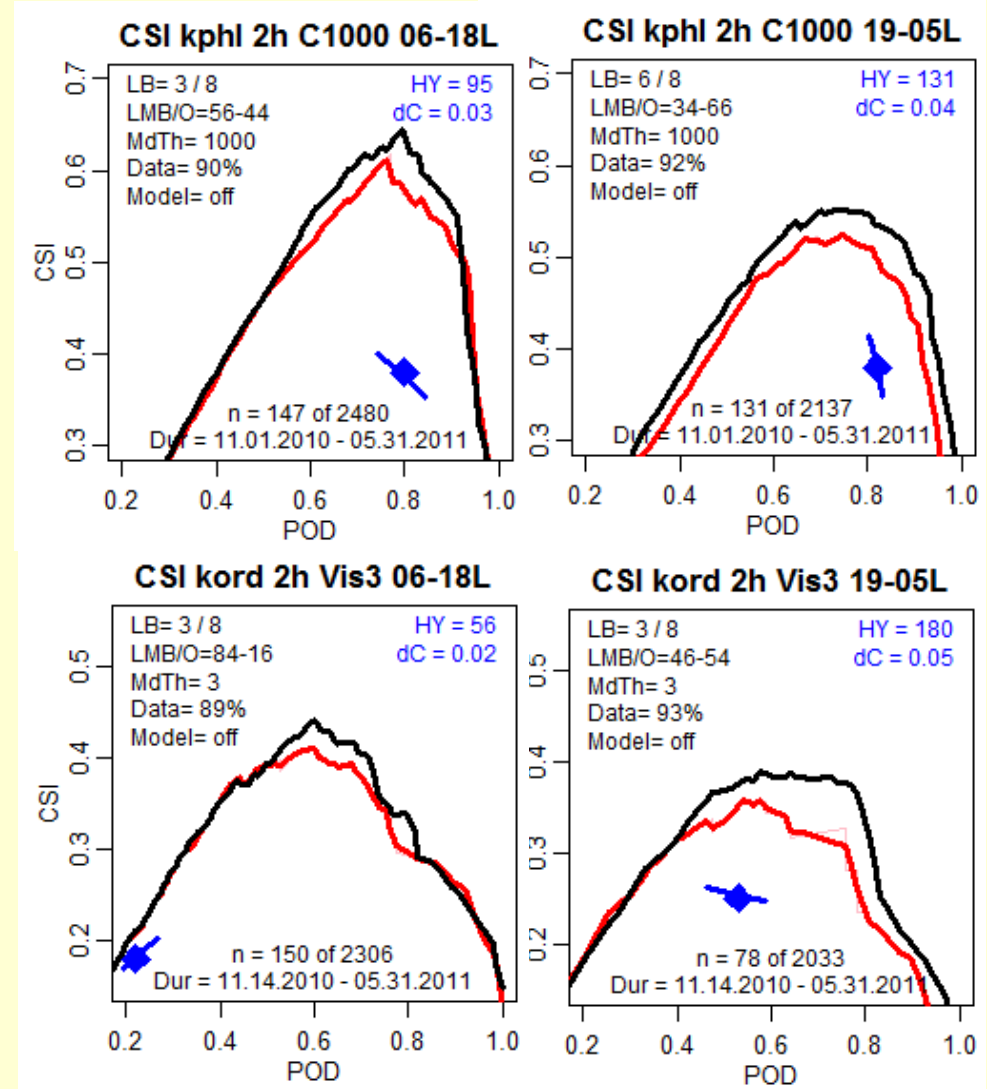 CSI kphl 2h C1000 06-18L
LB= 3 / 8
HY = 95
LMB/O=56-44
dC = 0.03
MdTh= 1000
Data= 90%
Model= off
n = 147 of 2480
Dur = 11.01.2010 - 05.31.2011
CSI
0.3 0.4 0.5 0.6 0.7
0.2 0.4 0.6 0.8 1.0
POD
CSI kphl 2h C1000 19-05L
LB= 6 / 8
HY = 131
LMB/O=34-66
dC = 0.04
MdTh= 1000
Data= 92%
Model= off
n = 131 of 2137
Dur = 11.01.2010 - 05.31.2011
0.3 0.4 0.5 0.6 0.7
0.2 0.4 0.6 0.8 1.0
POD
CSI kord 2h Vis3 06-18L
LB= 3 / 8
HY = 56
LMB/O=84-16
dC = 0.02
MdTh= 3
Data= 89%
Model= off
n = 150 of 2306
Dur = 11.14.2010 - 05.31.2011
CSI
0.2 0.3 0.4 0.5
0.2 0.4 0.6 0.8 1.0
POD
CSI kord 2h Vis3 19-05L
LB= 3 / 8
HY = 180
LMB/O=46-54
dC = 0.05
MdTh= 3
Data= 93%
Model= off
n = 78 of 2033
Dur = 11.14.2010 - 05.31.2011
0.2 0.3 0.4 0.5
0.2 0.4 0.6 0.8 1.0
POD